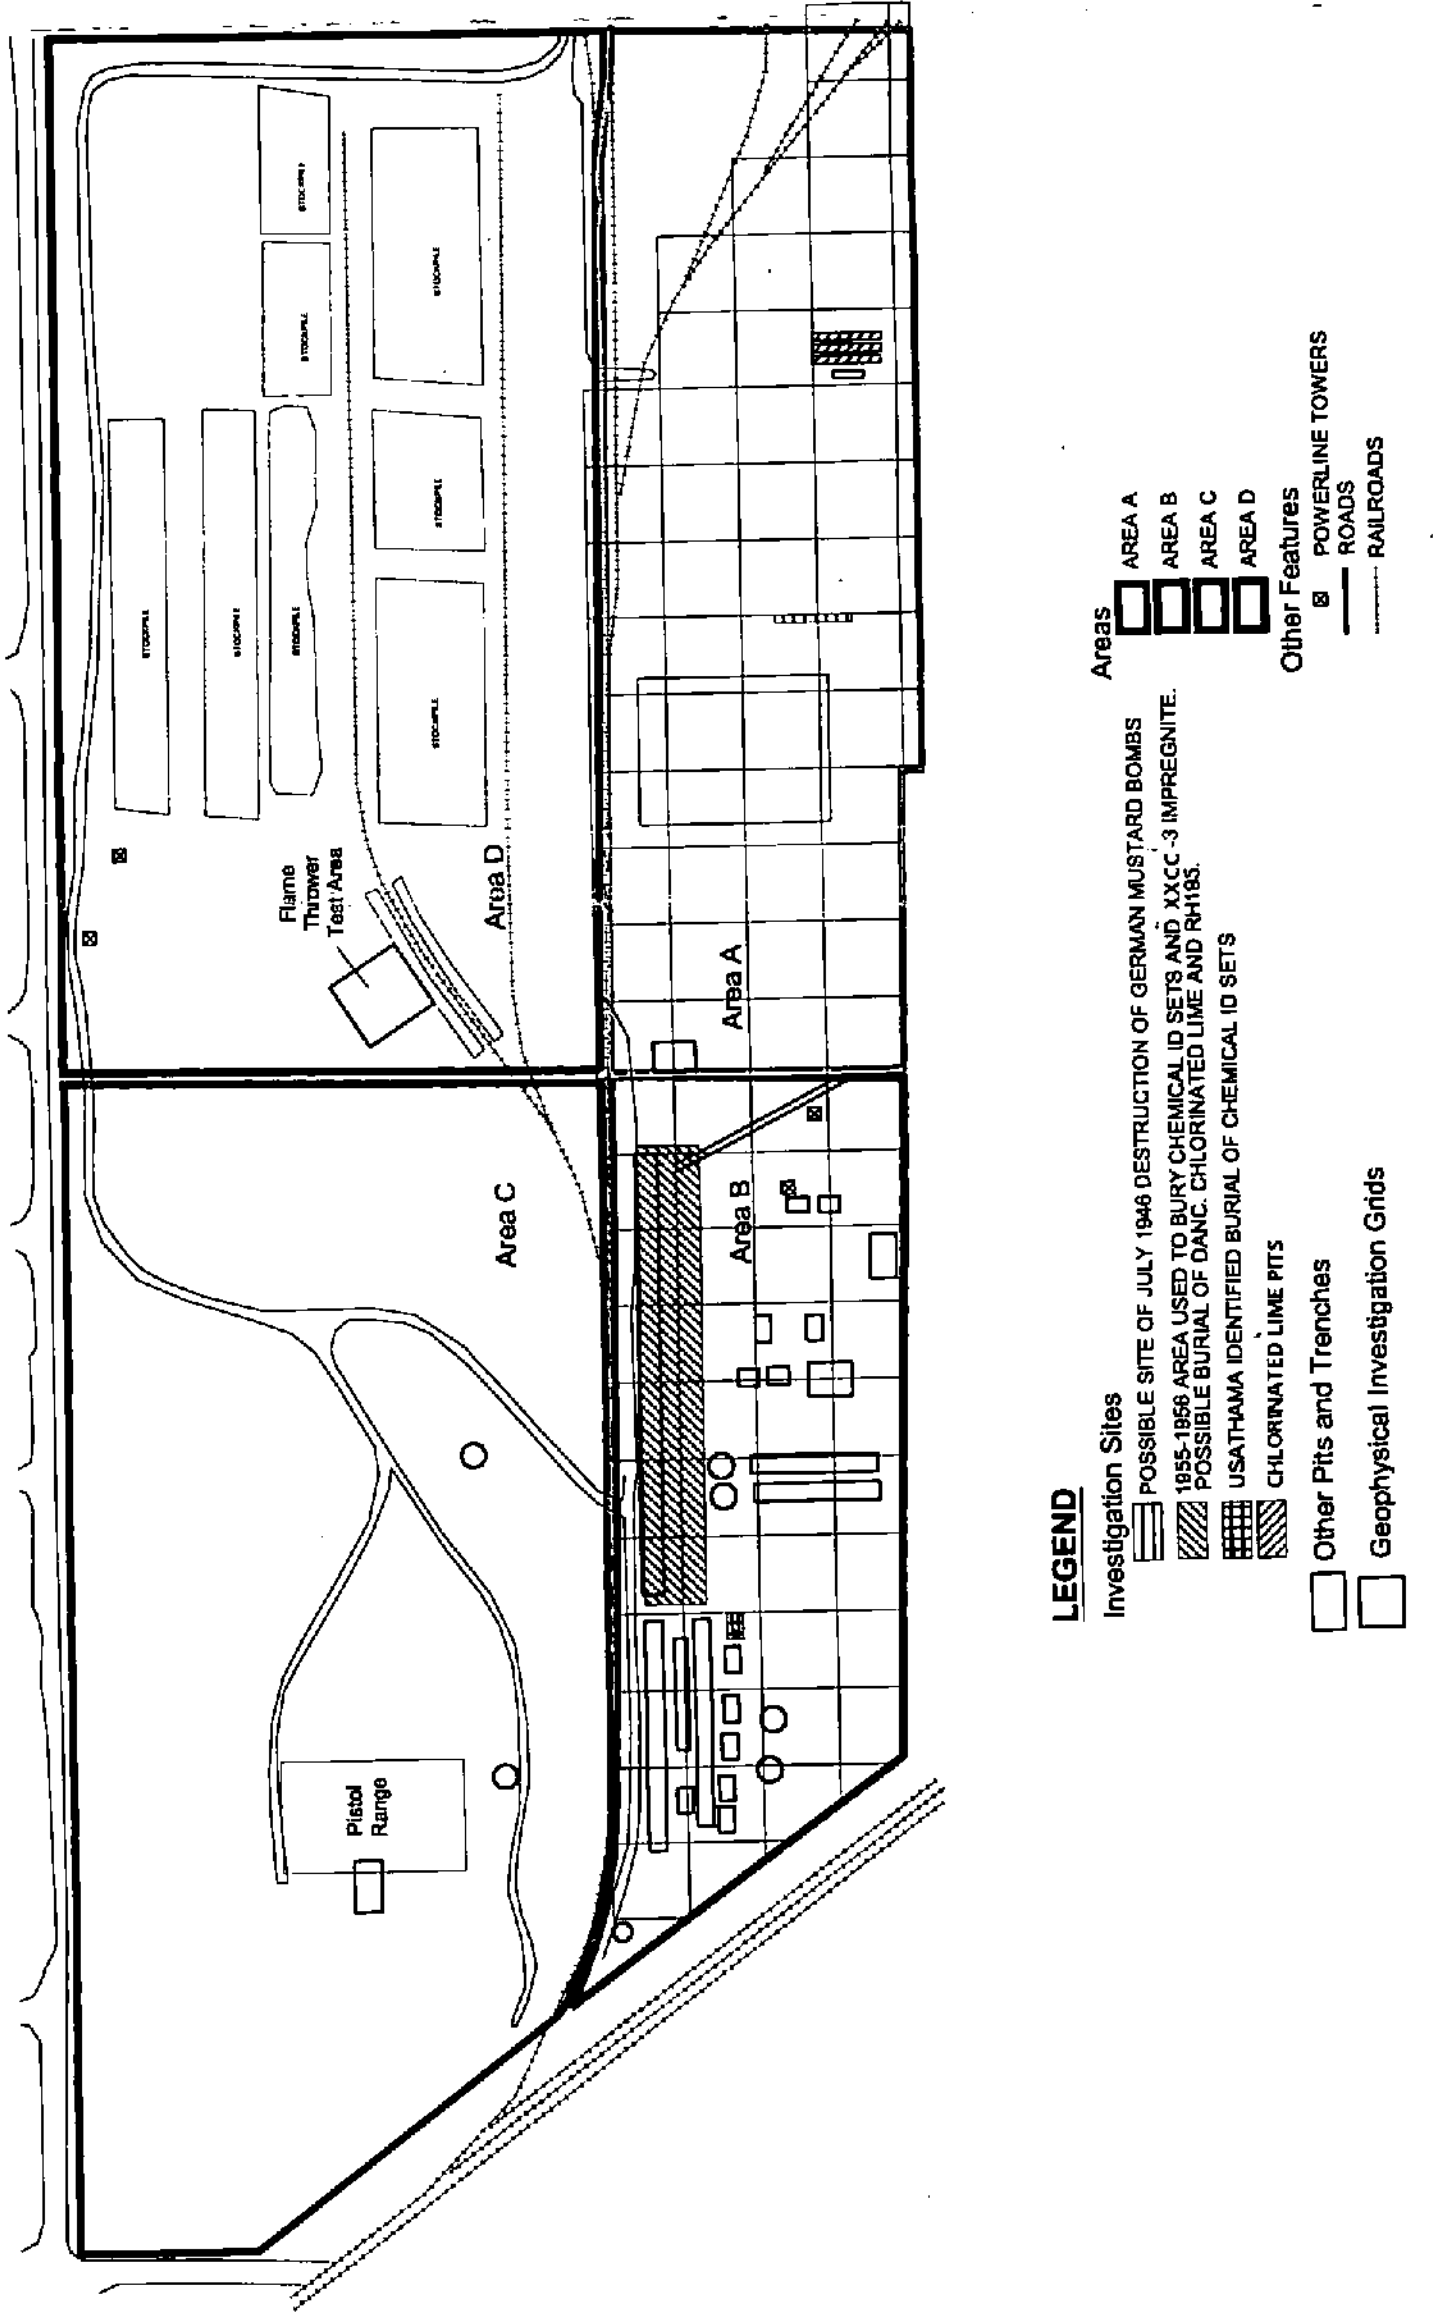 STOCKPILE
STOCKPILE
STOCKPILE
STOCKPILE
STOCKPILE
STOCKPILE
STOCKPILE
STOCKPILE
Flame
Thrower
Test Area
Area D
Area A
Area C
Area B
Pistol
Range
LEGEND
Investigation Sites
POSSIBLE SITE OF JULY 1946 DESTRUCTION OF GERMAN MUSTARD BOMBS
1955-1956 AREA USED TO BURY CHEMICAL ID SETS AND XXCC-3 IMPREGNITE.
POSSIBLE BURIAL OF DANC. CHLORINATED LIME AND RH195.
USATHAMA IDENTIFIED BURIAL OF CHEMICAL ID SETS
CHLORINATED LIME PITS
Other Pits and Trenches
Geophysical Investigation Grids
Areas
AREA A
AREA B
AREA C
AREA D
Other Features
POWERLINE TOWERS
ROADS
RAILROADS